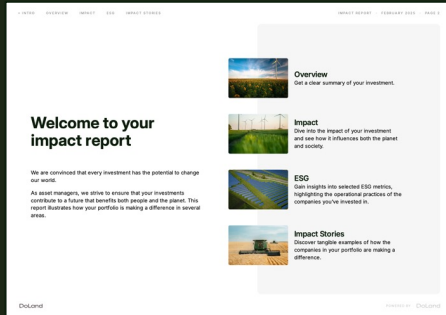 INTRO OVERVIEW IMPACT ESG IMPACT STORIES
IMPACT REPORT FEBRUARY PAGE
Welcome to your
impact report
We are convinced that every investment has the potential to change
our world.
As asset managers, we strive to ensure that your investments
contribute to a future that benefits both people and the planet. This
report illustrates how your portfolio is making a difference in several
areas.
Overview
Get a clear summary of your investment.
Impact
Dive into the impact of your investment
and see how it influences both the planet
and society.
ESG
Gain insights into selected ESG metrics,
highlighting the operational practices of the
companies you've invested in.
Impact Stories
Discover tangible examples of how the
companies in your portfolio are making a
difference.
DoLand
POWERED BY DoLand